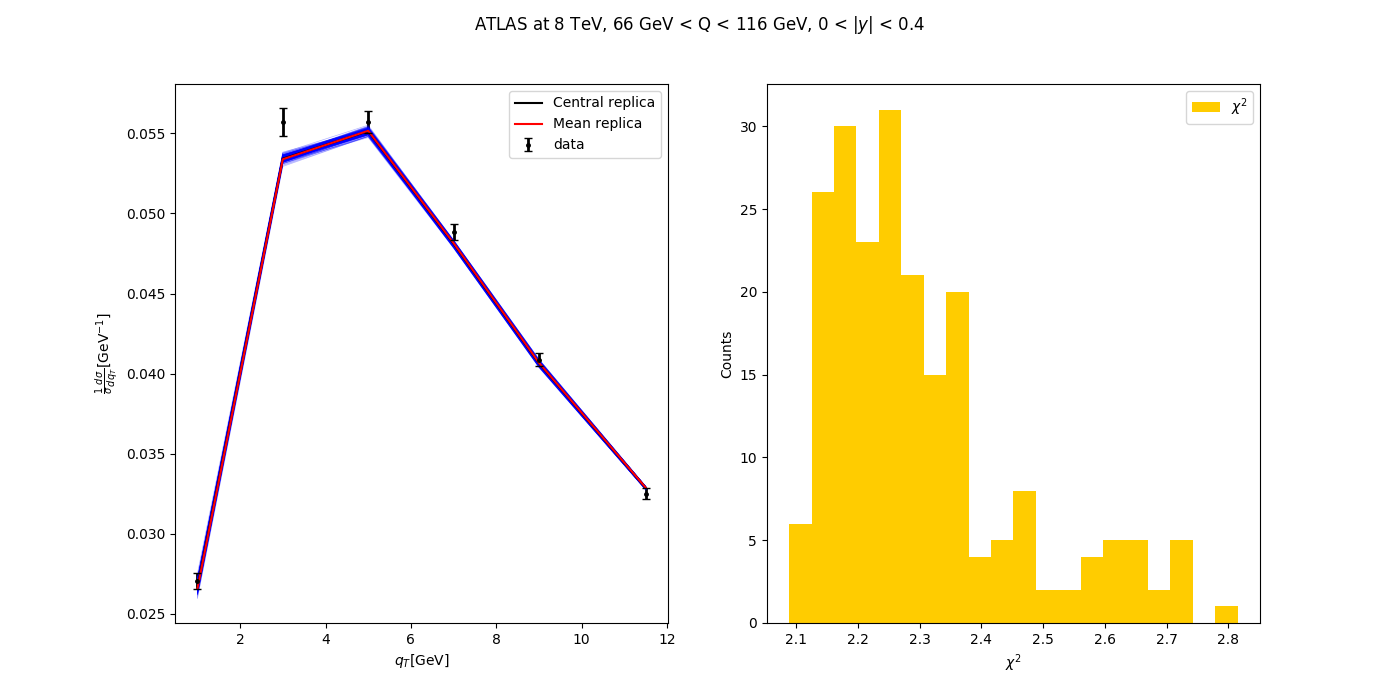 ATLAS at 8 TeV, 66 GeV < Q < 116 GeV, 0 < |y| < 0.4
Central replica
Mean replica
data
0.055
0.050
0.045
0.040
0.035
0.030
0.025
1/σ dσ/dq_T [GeV⁻¹]
2 4 6 8 10 12
q_T[GeV]
χ²
30
25
20
15
10
5
0
Counts
2.1 2.2 2.3 2.4 2.5 2.6 2.7 2.8
χ²